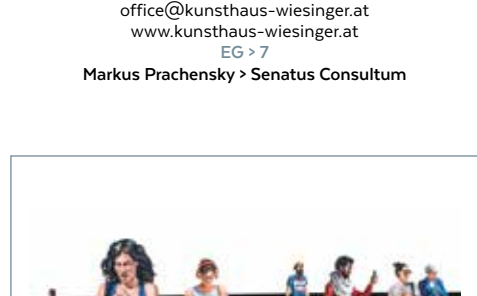 office@kunsthaus-wiesinger.at
www.kunsthaus-wiesinger.at
EG > 7
Markus Prachensky > Senatus Consultum